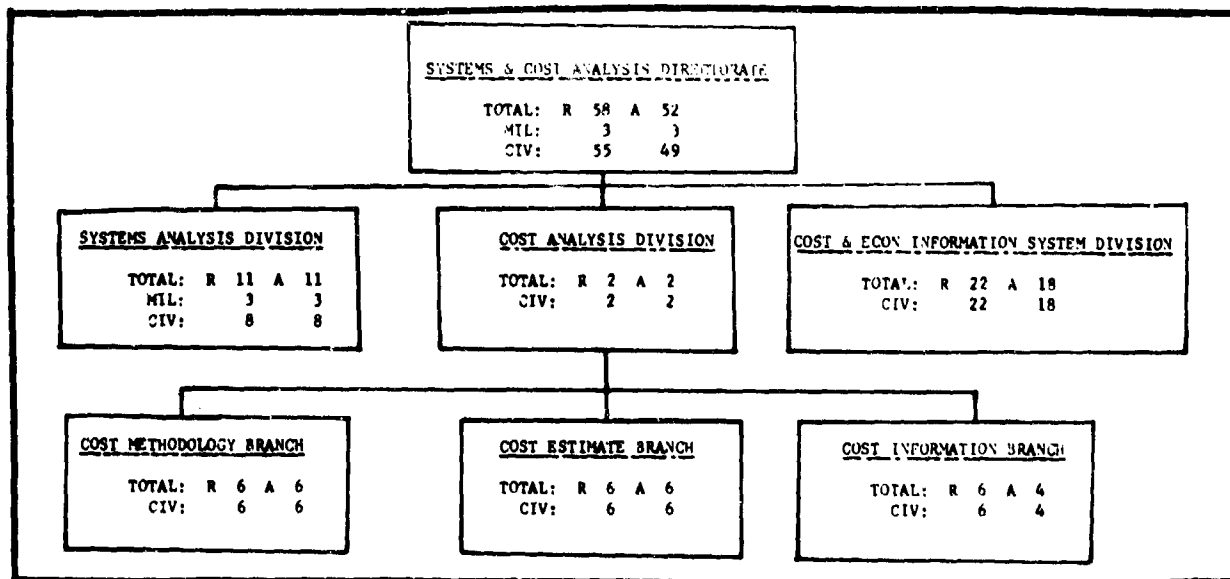 SYSTEMS & COST ANALYSIS DIRECTORATE
TOTAL: R 58 A 52
MIL: 3 3
CIV: 55 49
SYSTEMS ANALYSIS DIVISION
TOTAL: R 11 A 11
MIL: 3 3
CIV: 8 8
COST ANALYSIS DIVISION
TOTAL: R 2 A 2
CIV: 2 2
COST & ECON INFORMATION SYSTEM DIVISION
TOTAL: R 22 A 18
CIV: 22 18
COST METHODOLOGY BRANCH
TOTAL: R 6 A 6
CIV: 6 6
COST ESTIMATE BRANCH
TOTAL: R 6 A 6
CIV: 6 6
COST INFORMATION BRANCH
TOTAL: R 6 A 4
CIV: 6 4